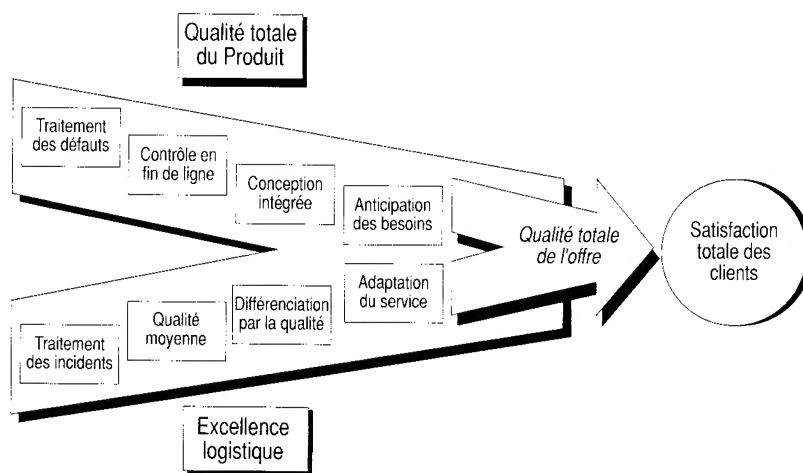 Qualité totale
du Produit
Traitement
des défauts
Contrôle en
fin de ligne
Conception
intégrée
Anticipation
des besoins
Qualité totale
de l'offre
Satisfaction
totale des
clients
Adaptation
du service
Différenciation
par la qualité
Qualité
moyenne
Traitement
des incidents
Excellence
logistique